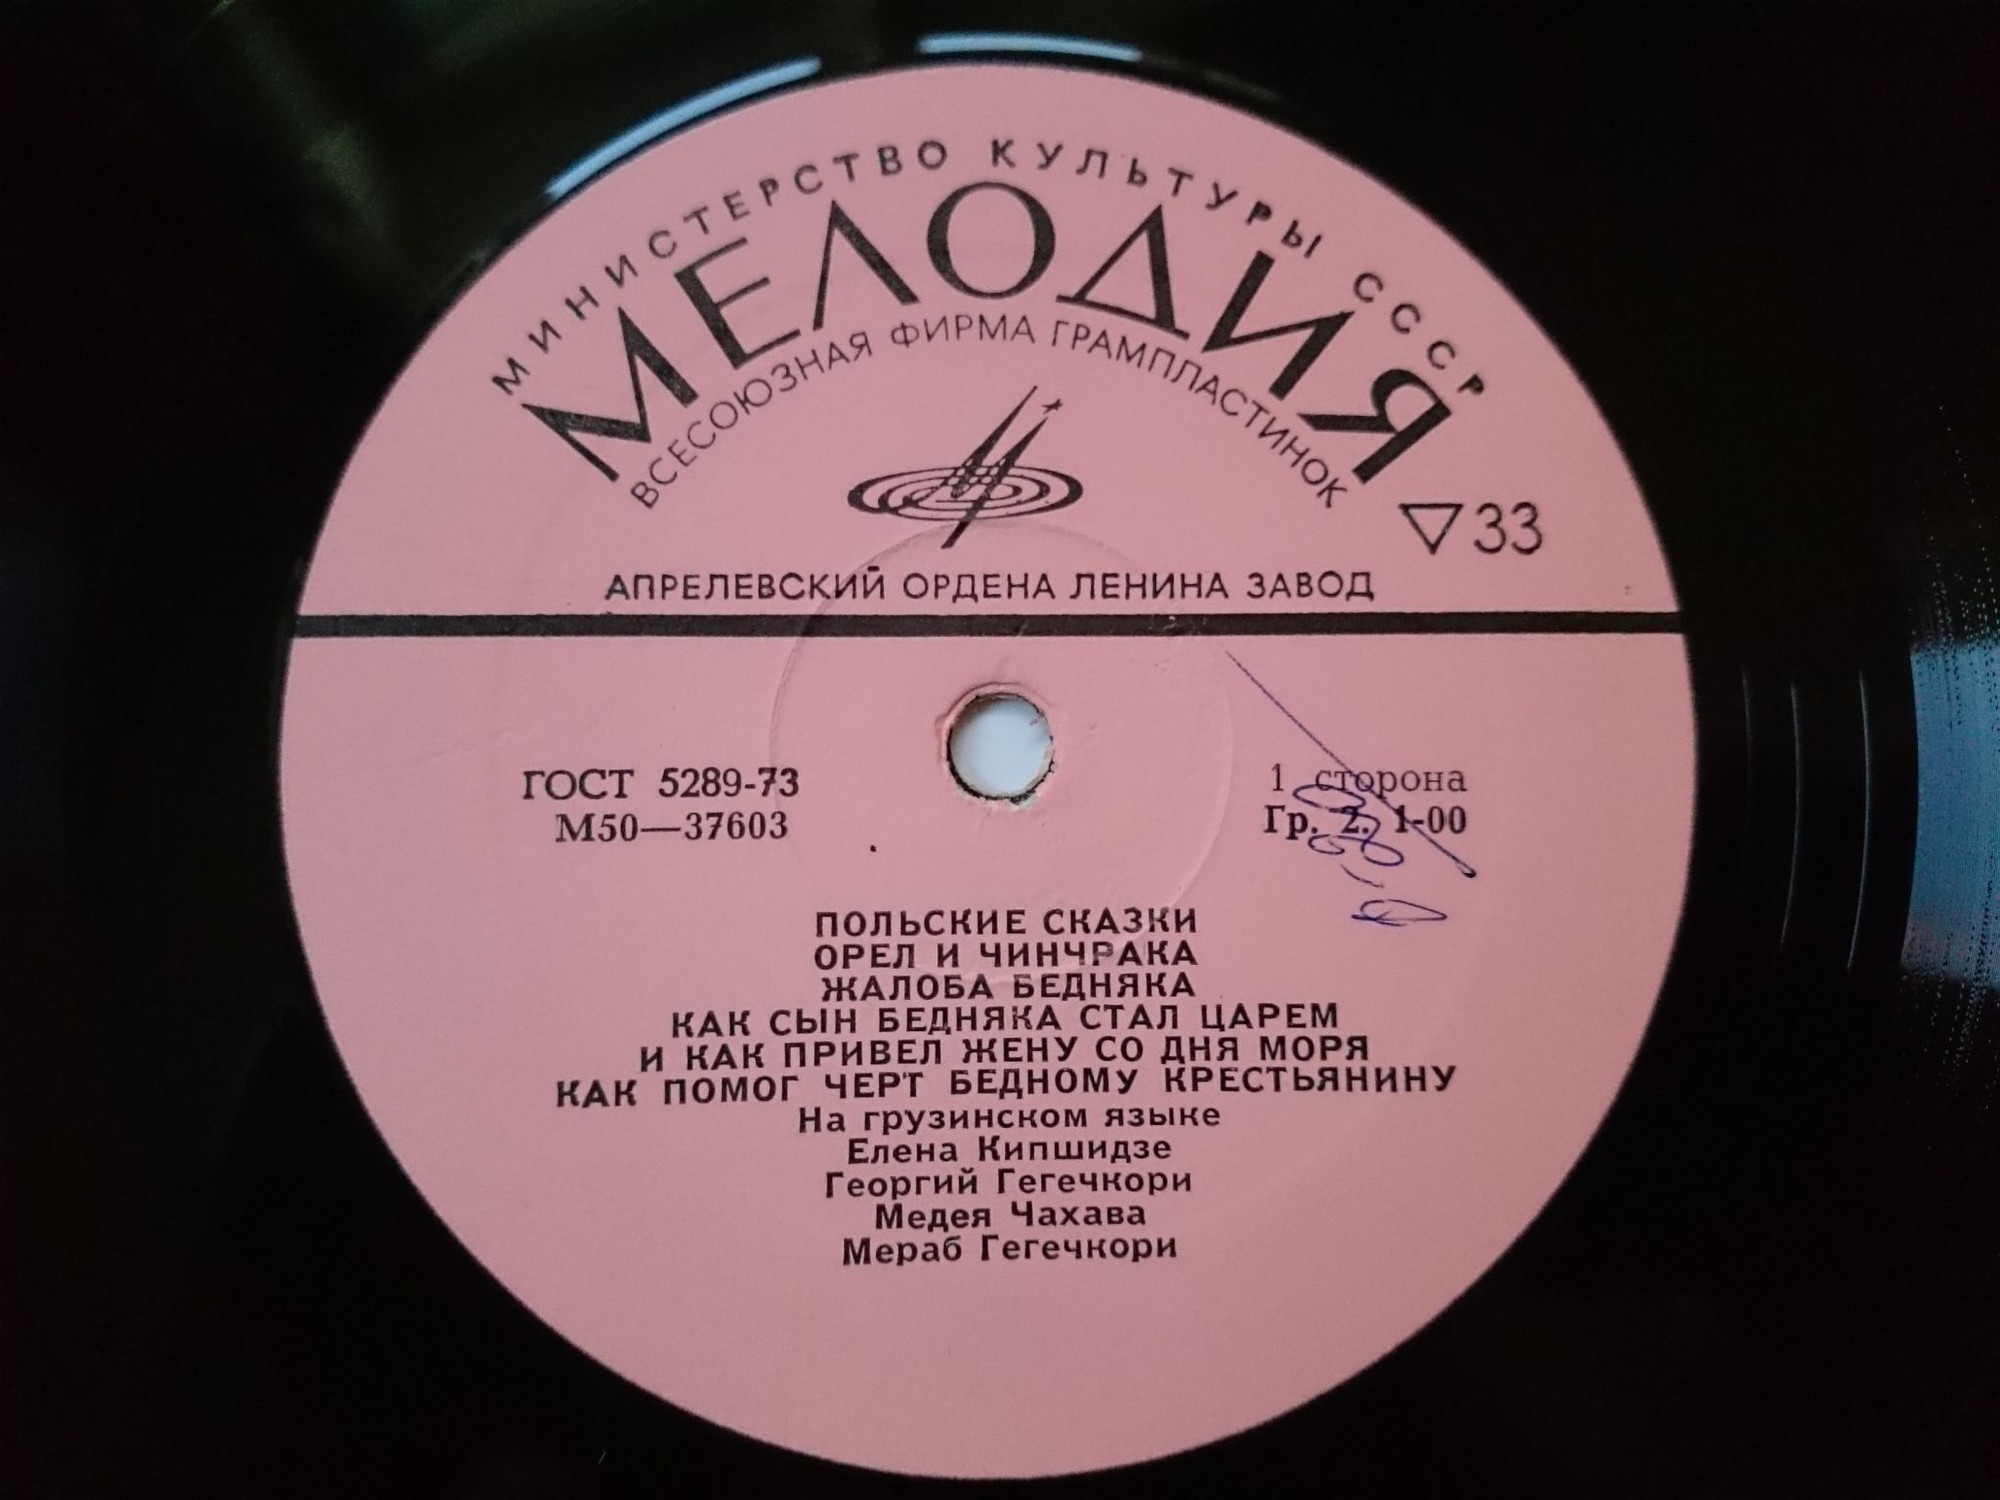 МИНИСТЕРСТВО КУЛЬТУРЫ СССР
МЕЛОДИЯ
ВСЕСОЮЗНАЯ ФИРМА ГРАМПЛАСТИНОК
33
АПРЕЛЕВСКИЙ ОРДЕНА ЛЕНИНА ЗАВОД
ГОСТ 5289-73
М50—37603
1 сторона
Гр. 2. 1-00
ПОЛЬСКИЕ СКАЗКИ
ОРЕЛ И ЧИНЧРАКА
ЖАЛОБА БЕДНЯКА
КАК СЫН БЕДНЯКА СТАЛ ЦАРЕМ
И КАК ПРИВЕЛ ЖЕНУ СО ДНЯ МОРЯ
КАК ПОМОГ ЧЕРТ БЕДНОМУ КРЕСТЬЯНИНУ
На грузинском языке
Елена Кипшидзе
Георгий Гегечкори
Медея Чахава
Мераб Гегечкори